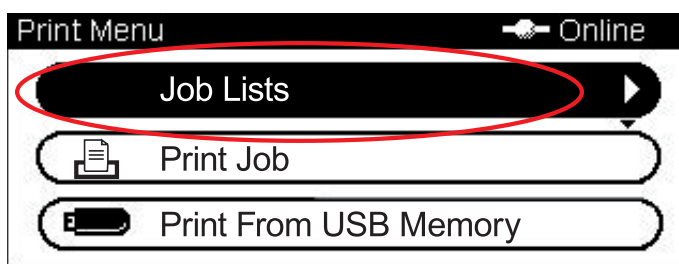 Print Menu Online
Job Lists
Print Job
Print From USB Memory